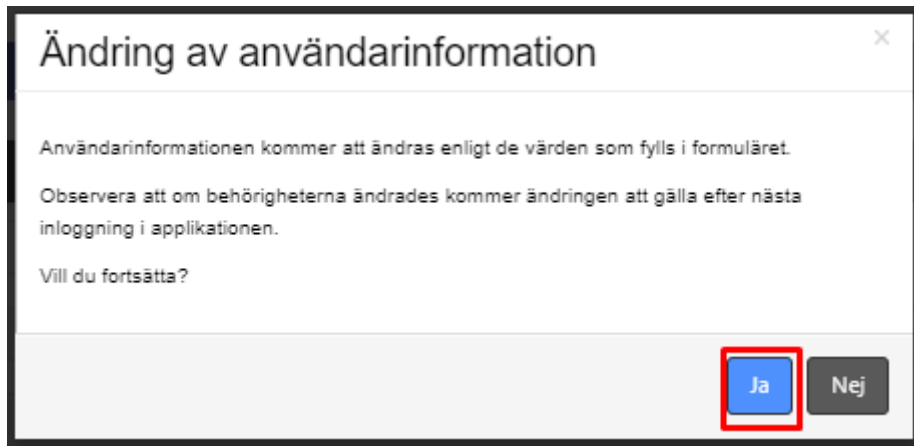 Ändring av användarinformation
×
Användarinformationen kommer att ändras enligt de värden som fylls i formuläret.
Observera att om behörigheterna ändrades kommer ändringen att gälla efter nästa
inloggning i applikationen.
Vill du fortsätta?
Ja Nej